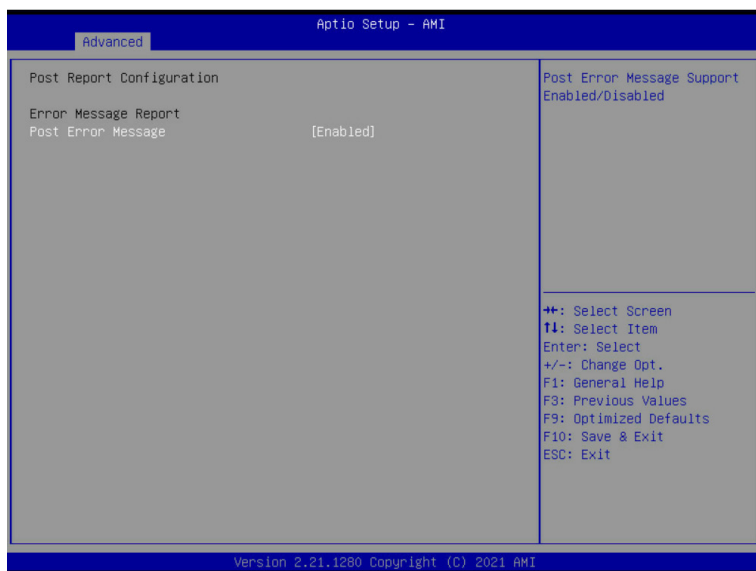 Aptio Setup – AMI
Advanced
Post Report Configuration
Error Message Report
Post Error Message [Enabled]
Post Error Message Support
Enabled/Disabled
→←: Select Screen
↑↓: Select Item
Enter: Select
+/-: Change Opt.
F1: General Help
F3: Previous Values
F9: Optimized Defaults
F10: Save & Exit
ESC: Exit
Version 2.21.1280 Copyright (C) 2021 AMI